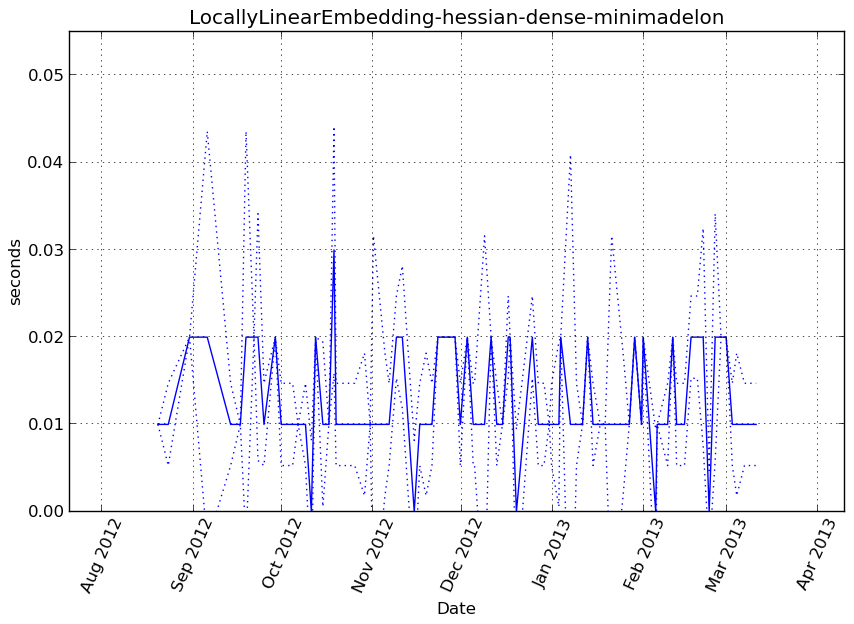 LocallyLinearEmbedding-hessian-dense-minimadelon
0.05
0.04
0.03
0.02
0.01
0.00
seconds
Aug 2012
Sep 2012
Oct 2012
Nov 2012
Dec 2012
Jan 2013
Feb 2013
Mar 2013
Apr 2013
Date